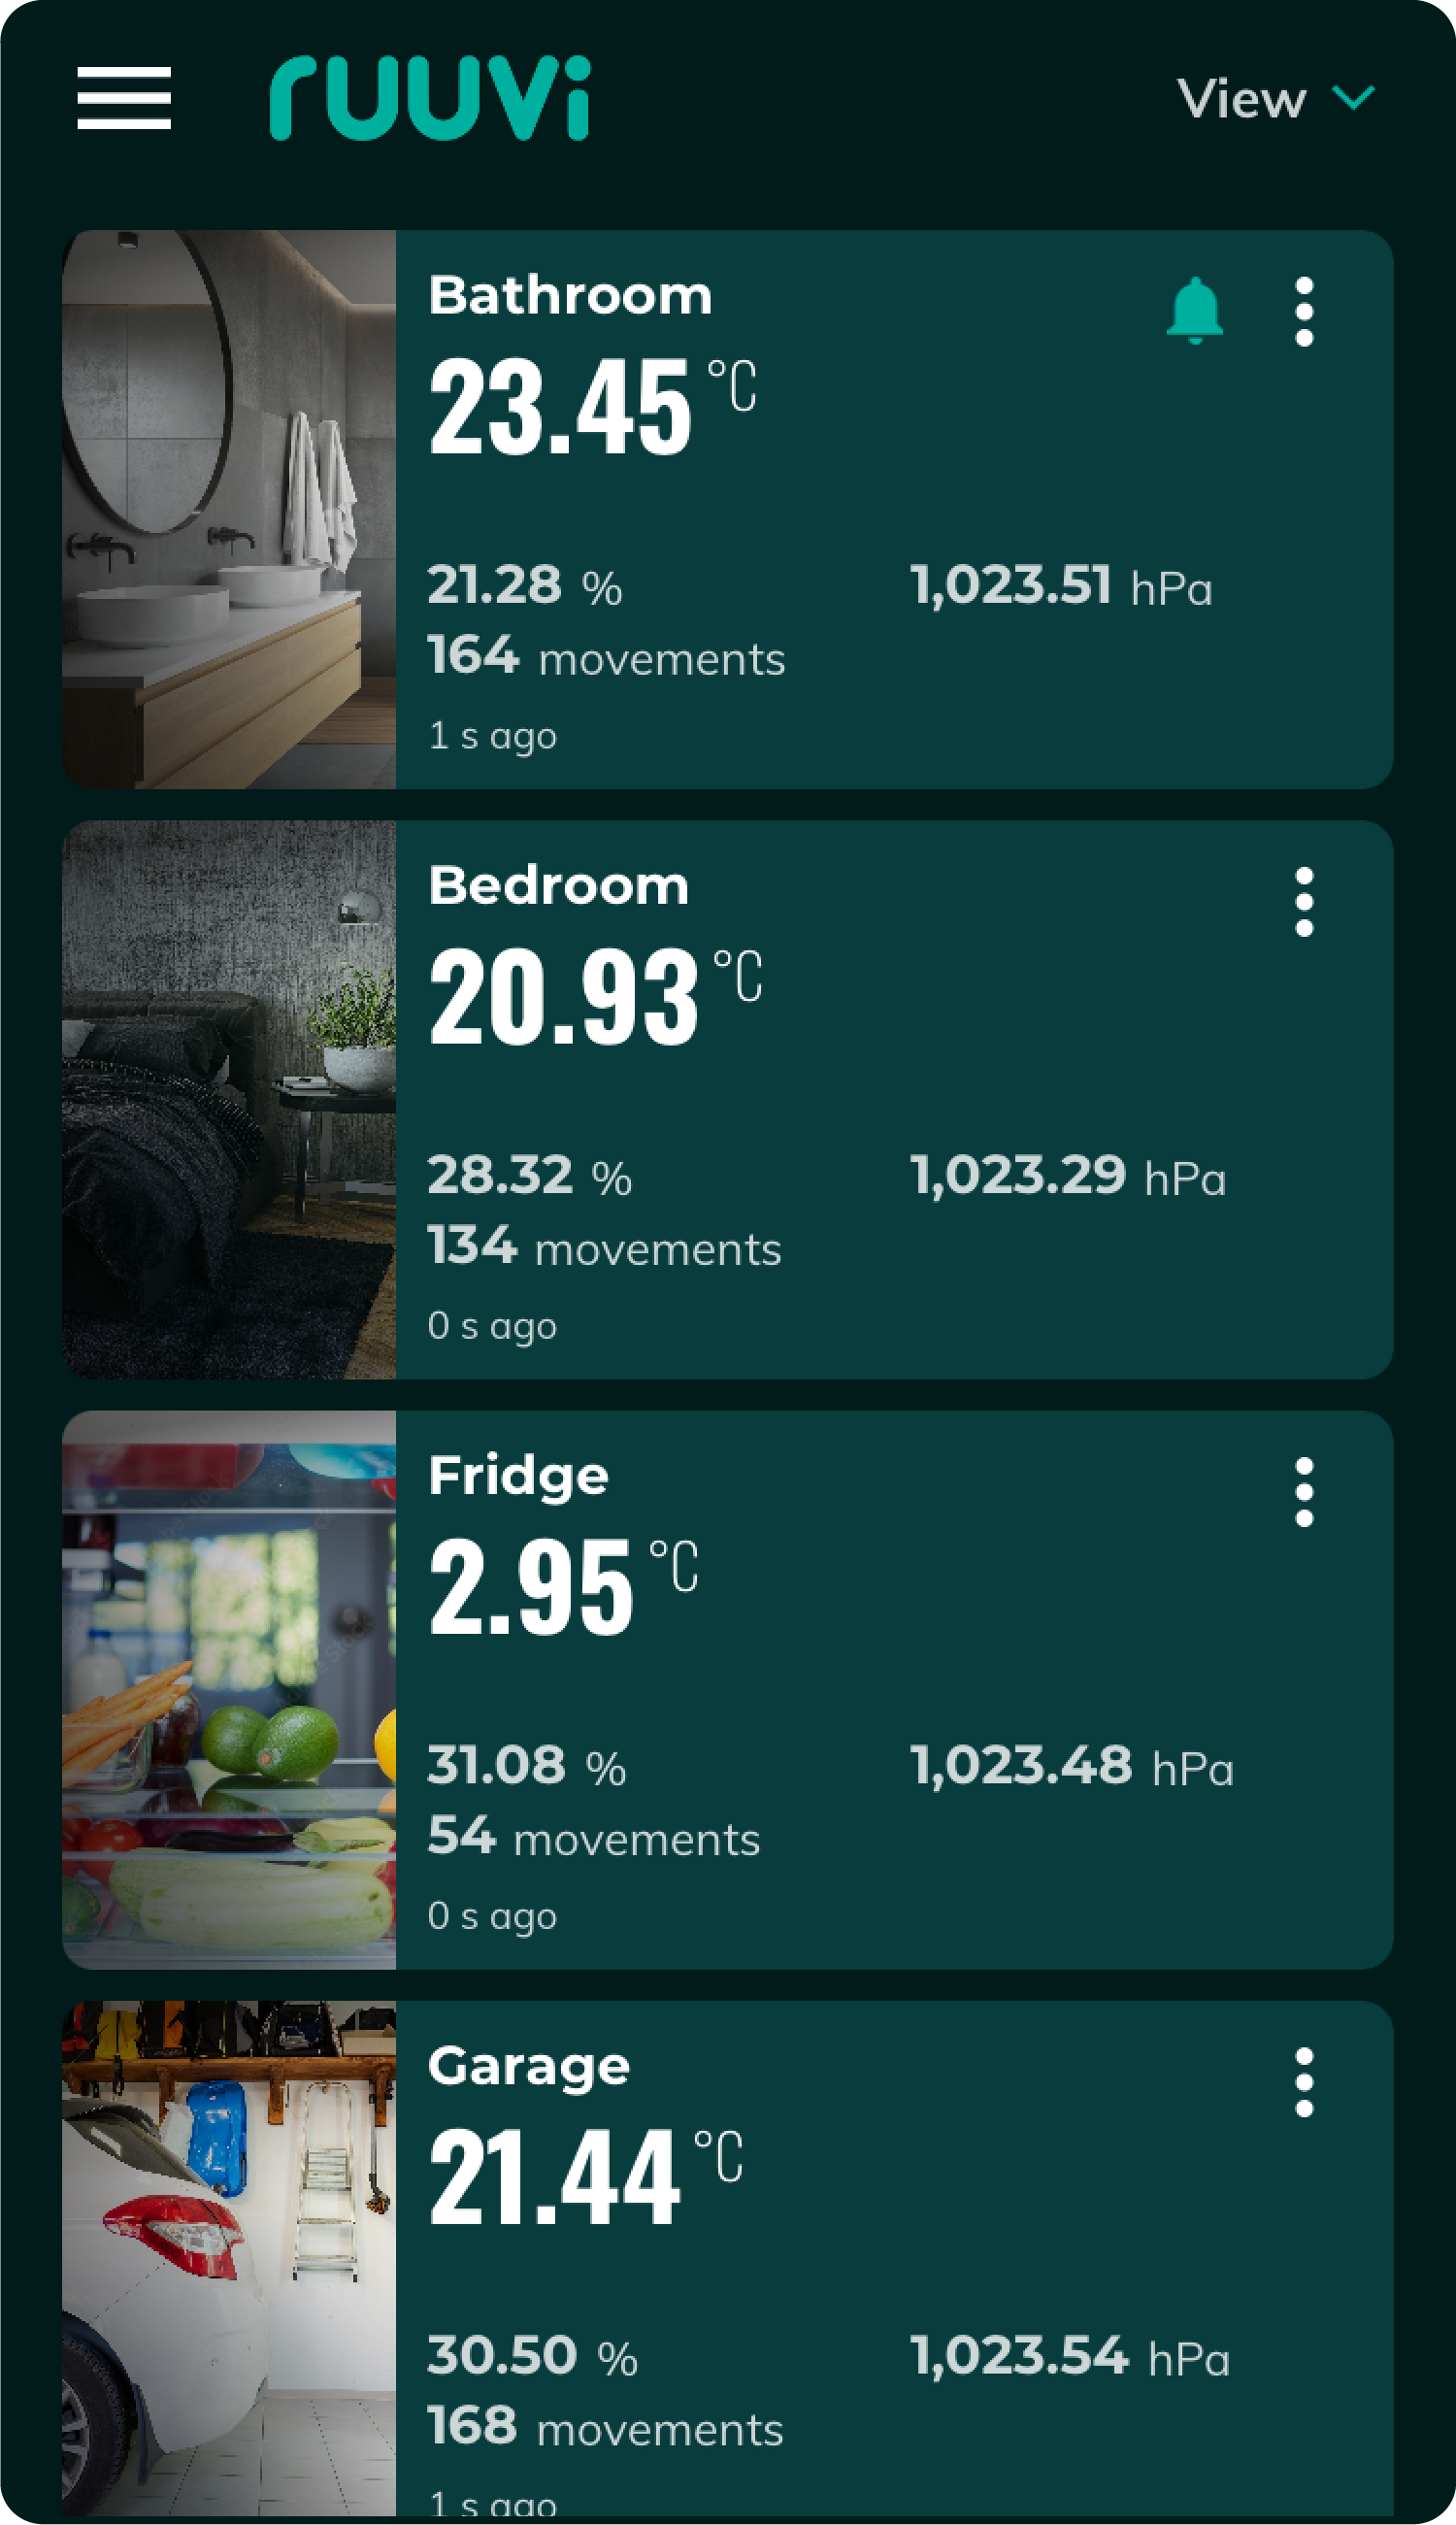 ruuvi
View
Bathroom
23.45 °C
21.28 % 1,023.51 hPa
164 movements
1 s ago
Bedroom
20.93 °C
28.32 % 1,023.29 hPa
134 movements
0 s ago
Fridge
2.95 °C
31.08 % 1,023.48 hPa
54 movements
0 s ago
Garage
21.44 °C
30.50 % 1,023.54 hPa
168 movements
1 s ago